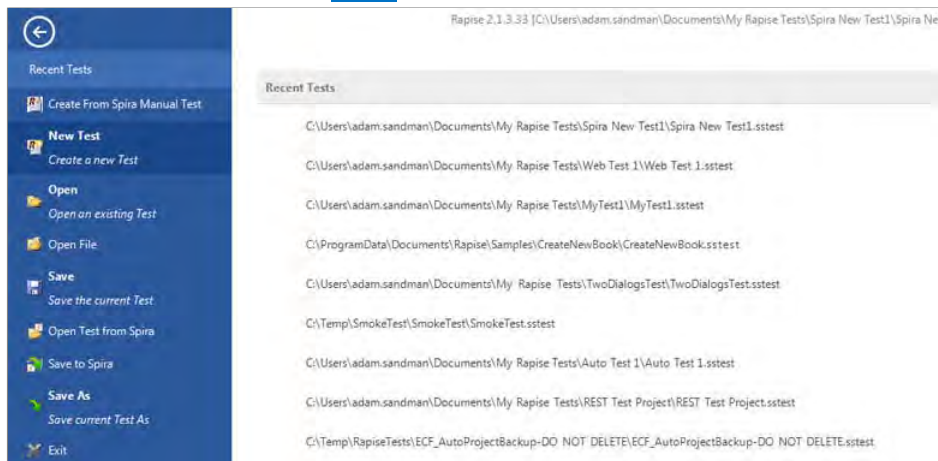 Rapise 2.1.3.33 [C:\Users\adam.sandman\Documents\My Rapise Tests\Spira New Test1\Spira Ne
Recent Tests
Create From Spira Manual Test
New Test
Create a new Test
Open
Open an existing Test
Open File
Save
Save the current Test
Open Test from Spira
Save to Spira
Save As
Save current Test As
Exit
Recent Tests
C:\Users\adam.sandman\Documents\My Rapise Tests\Spira New Test1\Spira New Test1.sstest
C:\Users\adam.sandman\Documents\My Rapise Tests\Web Test 1\Web Test 1.sstest
C:\Users\adam.sandman\Documents\My Rapise Tests\MyTest1\MyTest1.sstest
C:\ProgramData\Documents\Rapise\Samples\CreateNewBook\CreateNewBook.sstest
C:\Users\adam.sandman\Documents\My Rapise Tests\TwoDialogsTest\TwoDialogsTest.sstest
C:\Temp\SmokeTest\SmokeTest\SmokeTest.sstest
C:\Users\adam.sandman\Documents\My Rapise Tests\Auto Test 1\Auto Test 1.sstest
C:\Users\adam.sandman\Documents\My Rapise Tests\REST Test Project\REST Test Project.sstest
C:\Temp\RapiseTests\ECF_AutoProjectBackup-DO NOT DELETE\ECF_AutoProjectBackup-DO NOT DELETE.sstest